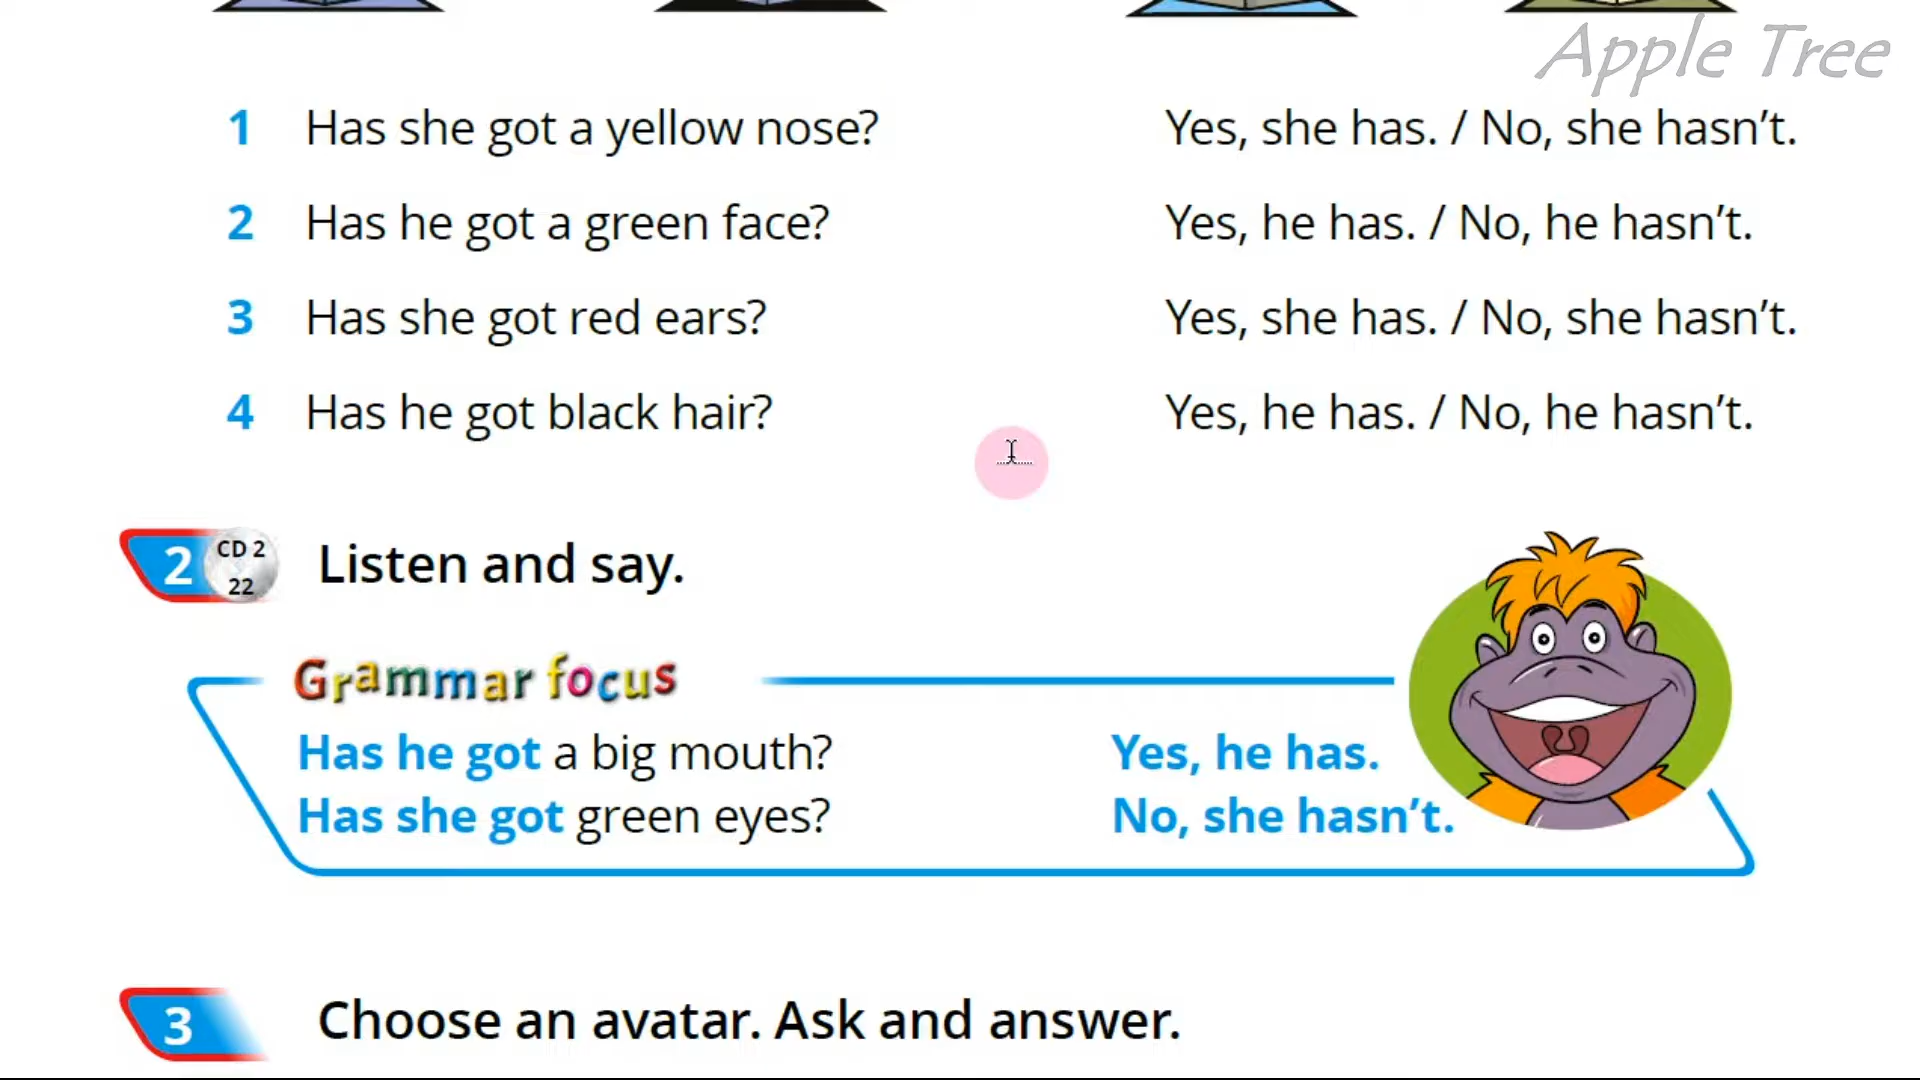 Apple Tree
1 Has she got a yellow nose? Yes, she has. / No, she hasn’t.
2 Has he got a green face? Yes, he has. / No, he hasn’t.
3 Has she got red ears? Yes, she has. / No, she hasn’t.
4 Has he got black hair? Yes, he has. / No, he hasn’t.
2 CD 2 22 Listen and say.
Grammar focus
Has he got a big mouth? Yes, he has.
Has she got green eyes? No, she hasn’t.
3 Choose an avatar. Ask and answer.